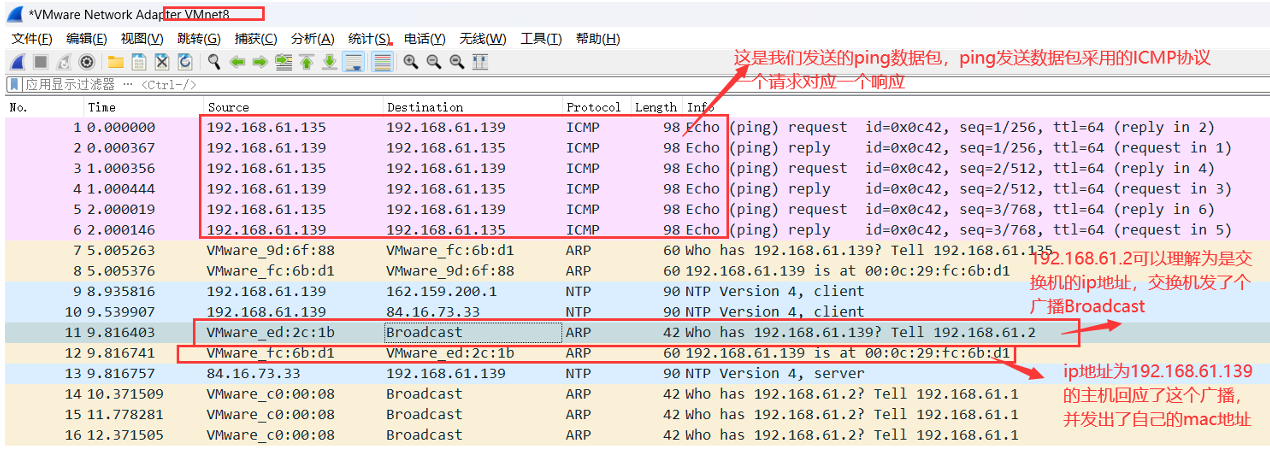 *VMware Network Adapter VMnet8
文件(F) 编辑(E) 视图(V) 跳转(G) 捕获(C) 分析(A) 统计(S) 电话(Y) 无线(W) 工具(T) 帮助(H)
这是我们发送的ping数据包，ping发送数据包采用的ICMP协议
一个请求对应一个响应
应用显示过滤器 … <Ctrl-/>
No. Time Source Destination Protocol Length Info
1 0.000000 192.168.61.135 192.168.61.139 ICMP 98 Echo (ping) request id=0x0c42, seq=1/256, ttl=64 (reply in 2)
2 0.000367 192.168.61.139 192.168.61.135 ICMP 98 Echo (ping) reply id=0x0c42, seq=1/256, ttl=64 (request in 1)
3 1.000356 192.168.61.135 192.168.61.139 ICMP 98 Echo (ping) request id=0x0c42, seq=2/512, ttl=64 (reply in 4)
4 1.000444 192.168.61.139 192.168.61.135 ICMP 98 Echo (ping) reply id=0x0c42, seq=2/512, ttl=64 (request in 3)
5 2.000019 192.168.61.135 192.168.61.139 ICMP 98 Echo (ping) request id=0x0c42, seq=3/768, ttl=64 (reply in 6)
6 2.000146 192.168.61.139 192.168.61.135 ICMP 98 Echo (ping) reply id=0x0c42, seq=3/768, ttl=64 (request in 5)
7 5.005263 VMware_9d:6f:88 VMware_fc:6b:d1 ARP 60 Who has 192.168.61.139? Tell 192.168.61.135
8 5.005376 VMware_fc:6b:d1 VMware_9d:6f:88 ARP 60 192.168.61.139 is at 00:0c:29:fc:6b:d1
9 8.935816 192.168.61.139 162.159.200.1 NTP 90 NTP Version 4, client
10 9.539907 192.168.61.139 84.16.73.33 NTP 90 NTP Version 4, client
11 9.816403 VMware_ed:2c:1b Broadcast ARP 42 Who has 192.168.61.139? Tell 192.168.61.2
12 9.816741 VMware_fc:6b:d1 VMware_ed:2c:1b ARP 60 192.168.61.139 is at 00:0c:29:fc:6b:d1
13 9.816757 84.16.73.33 192.168.61.139 NTP 90 NTP Version 4, server
14 10.371509 VMware_c0:00:08 Broadcast ARP 42 Who has 192.168.61.2? Tell 192.168.61.1
15 11.778281 VMware_c0:00:08 Broadcast ARP 42 Who has 192.168.61.2? Tell 192.168.61.1
16 12.371505 VMware_c0:00:08 Broadcast ARP 42 Who has 192.168.61.2? Tell 192.168.61.1
192.168.61.2可以理解为是交
换机的ip地址，交换机发了个
广播Broadcast
ip地址为192.168.61.139
的主机回应了这个广播，
并发出了自己的mac地址